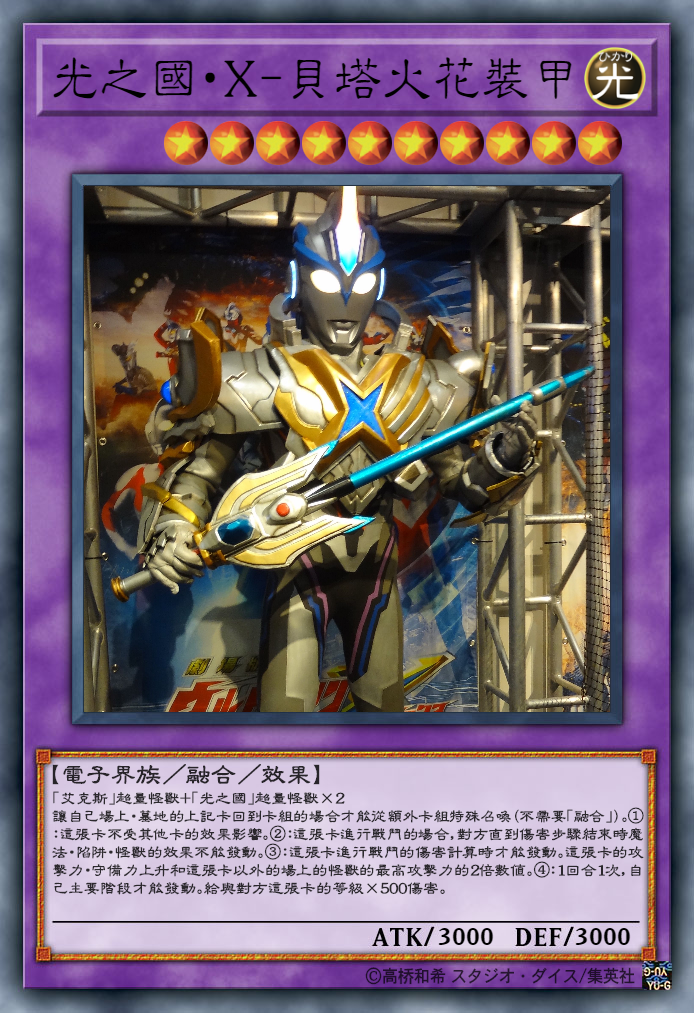 光之國・X-貝塔火花裝甲
ひかり
光
劇場
ウルトラ
【電子界族／融合／效果】
「艾克斯」超量怪獸+「光之國」超量怪獸×2
讓自己場上・墓地的上記卡回到卡組的場合才能從額外卡組特殊召喚(不帶要「融合」)。①
:這張卡不受其他卡的效果影響。②:這張卡進行戰鬥的場合,對方直到傷害步驟結束時魔
法・陷阱・怪獸的效果不能發動。③:這張卡進行戰鬥的傷害計算時才能發動。這張卡的攻
擊力・守備力上升和這張卡以外的場上的怪獸的最高攻擊力的2倍數值。④:1回合1次,自
己主要階段才能發動。給與對方這張卡的等級×500傷害。
ATK/3000 DEF/3000
©高桥和希 スタジオ・ダイス/集英社
YU-G
YU-G